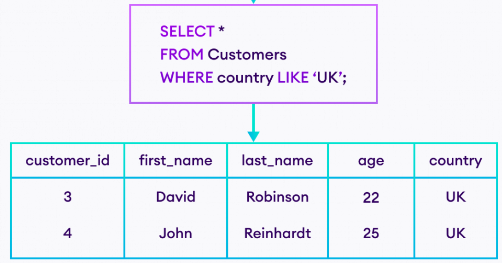 SELECT *
FROM Customers
WHERE country LIKE ‘UK’;
customer_id first_name last_name age country
3 David Robinson 22 UK
4 John Reinhardt 25 UK